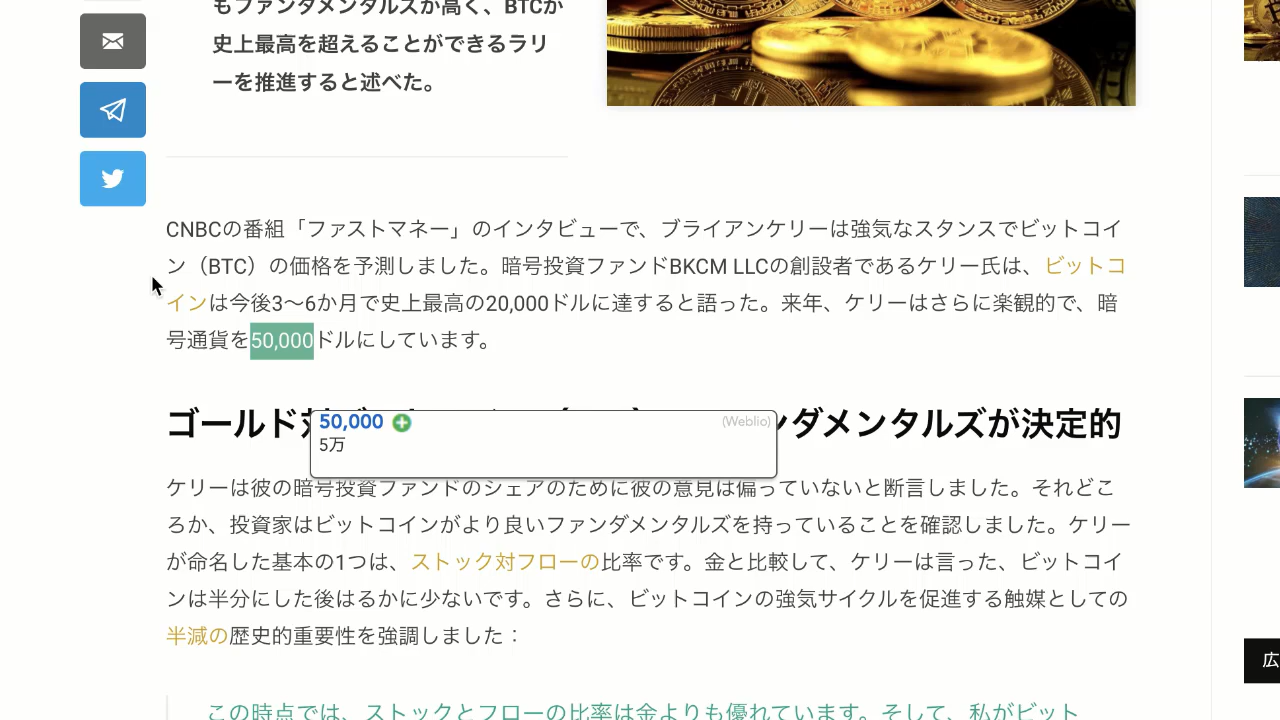 もファンダメンタルズが高く、BTCが
史上最高を超えることができるラリ
ーを推進すると述べた。
CNBCの番組「ファストマネー」のインタビューで、ブライアンケリーは強気なスタンスでビットコイ
ン（BTC）の価格を予測しました。暗号投資ファンドBKCM LLCの創設者であるケリー氏は、ビットコ
インは今後3〜6か月で史上最高の20,000ドルに達すると語った。来年、ケリーはさらに楽観的で、暗
号通貨を50,000ドルにしています。
ゴールド対
ンダメンタルズが決定的
50,000
(Weblio)
5万
ケリーは彼の暗号投資ファンドのシェアのために彼の意見は偏っていないと断言しました。それどこ
ろか、投資家はビットコインがより良いファンダメンタルズを持っていることを確認しました。ケリー
が命名した基本の1つは、ストック対フローの比率です。金と比較して、ケリーは言った、ビットコイ
ンは半分にした後はるかに少ないです。さらに、ビットコインの強気サイクルを促進する触媒としての
半減の歴史的重要性を強調しました：
この時点では、ストックとフローの比率は金よりも優れています。そして、私がビット
広